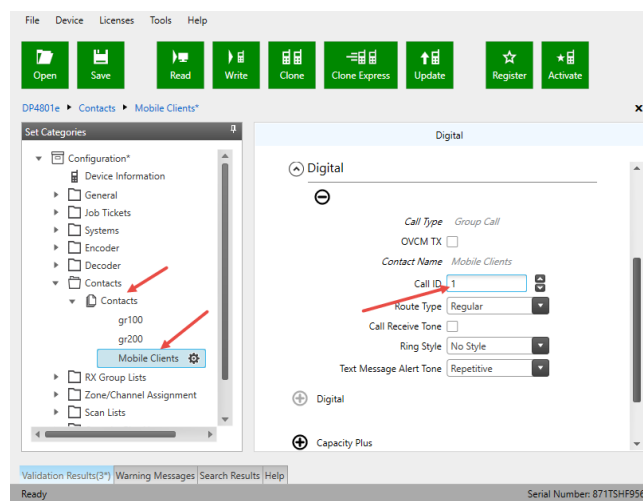 File Device Licenses Tools Help
Open Save Read Write Clone Clone Express Update Register Activate
DP4801e Contacts Mobile Clients*
Set Categories
Configuration*
Device Information
General
Job Tickets
Systems
Encoder
Decoder
Contacts
Contacts
gr100
gr200
Mobile Clients
RX Group Lists
Zone/Channel Assignment
Scan Lists
Digital
Digital
Call Type Group Call
OVCM TX
Contact Name Mobile Clients
Call ID 1
Route Type Regular
Call Receive Tone
Ring Style No Style
Text Message Alert Tone Repetitive
Digital
Capacity Plus
Validation Results(3*) Warning Messages Search Results Help
Ready Serial Number: 871TSHF956